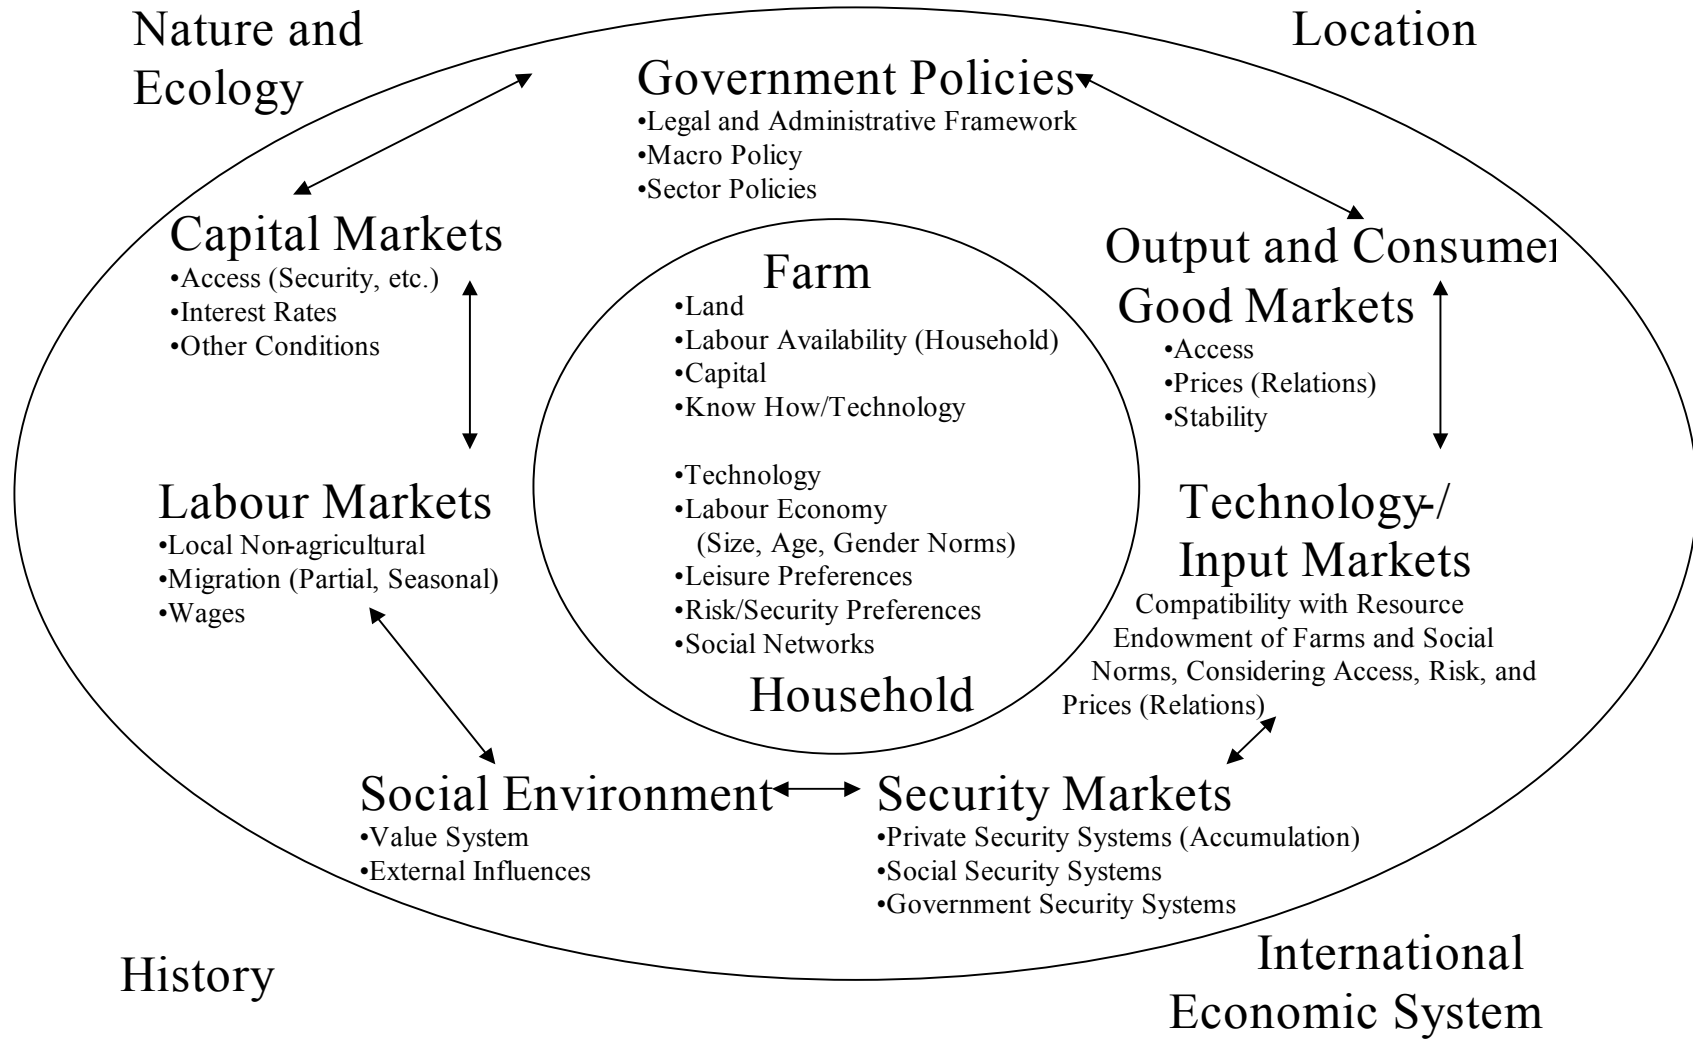 Nature and
Ecology
Location
Government Policies
•Legal and Administrative Framework
•Macro Policy
•Sector Policies
Capital Markets
•Access (Security, etc.)
•Interest Rates
•Other Conditions
Output and Consumer
Good Markets
•Access
•Prices (Relations)
•Stability
Farm
•Land
•Labour Availability (Household)
•Capital
•Know How/Technology
•Technology
•Labour Economy
(Size, Age, Gender Norms)
•Leisure Preferences
•Risk/Security Preferences
•Social Networks
Household
Labour Markets
•Local Non-agricultural
•Migration (Partial, Seasonal)
•Wages
Technology-/
Input Markets
Compatibility with Resource
Endowment of Farms and Social
Norms, Considering Access, Risk, and
Prices (Relations)
Social Environment
•Value System
•External Influences
Security Markets
•Private Security Systems (Accumulation)
•Social Security Systems
•Government Security Systems
History
International
Economic System